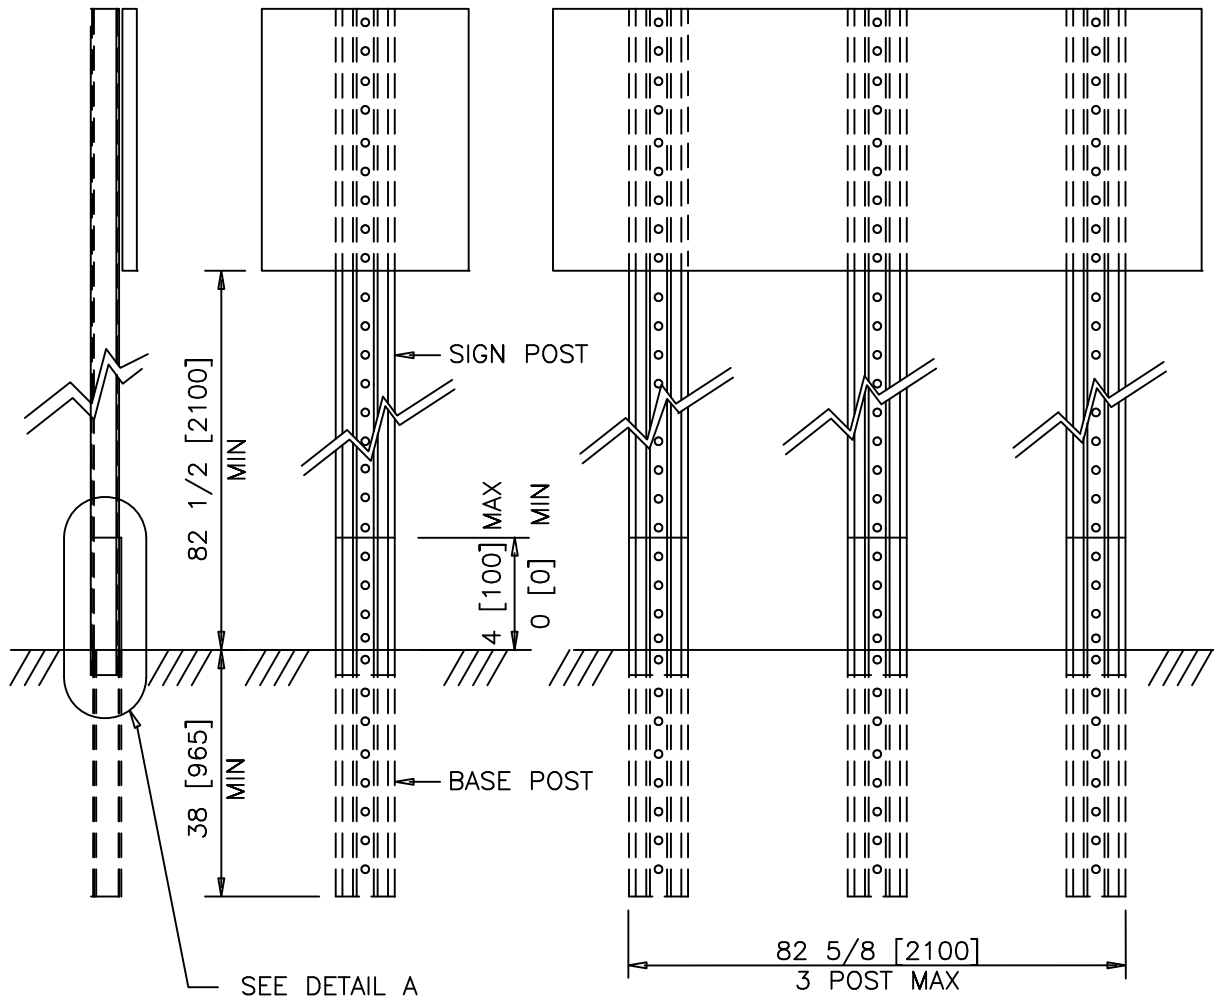 SIGN POST
82 1/2 [2100]
MIN
4 [100] MAX
0 [0] MIN
38 [965]
MIN
BASE POST
82 5/8 [2100]
3 POST MAX
SEE DETAIL A